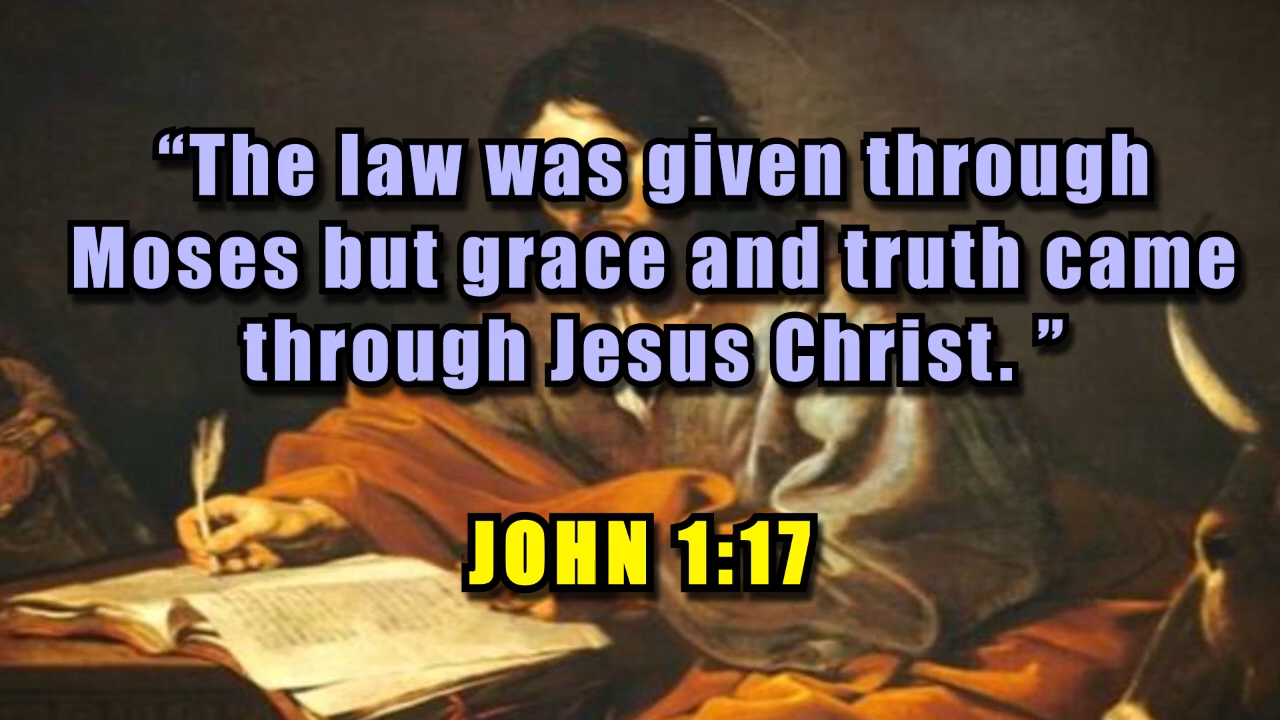 “The law was given through
Moses but grace and truth came
through Jesus Christ. ”
JOHN 1:17